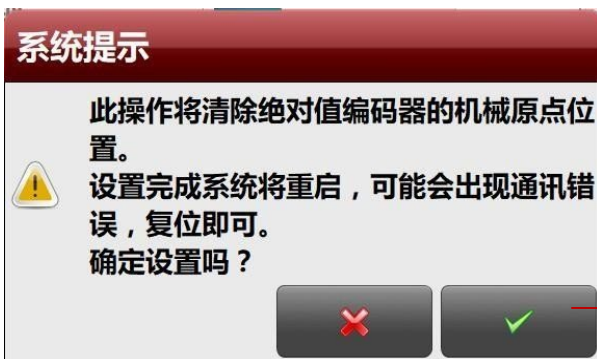 系统提示
此操作将清除绝对值编码器的机械原点位
置。
设置完成系统将重启，可能会出现通讯错
误，复位即可。
确定设置吗？